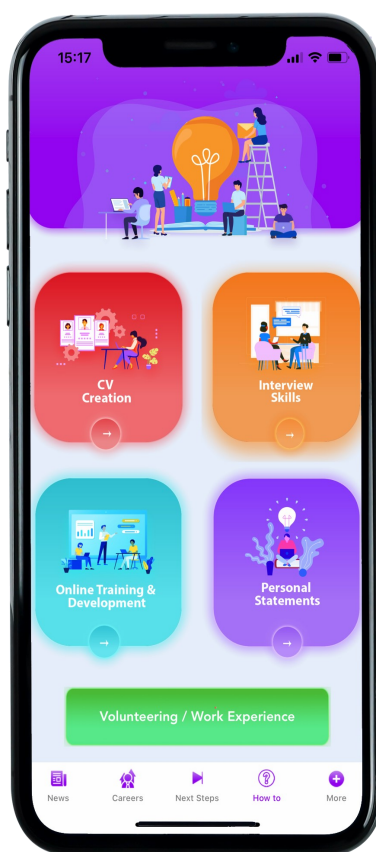 15:17
CV
Creation
Interview
Skills
Online Training &
Development
Personal
Statements
Volunteering / Work Experience
News
Careers
Next Steps
How to
More